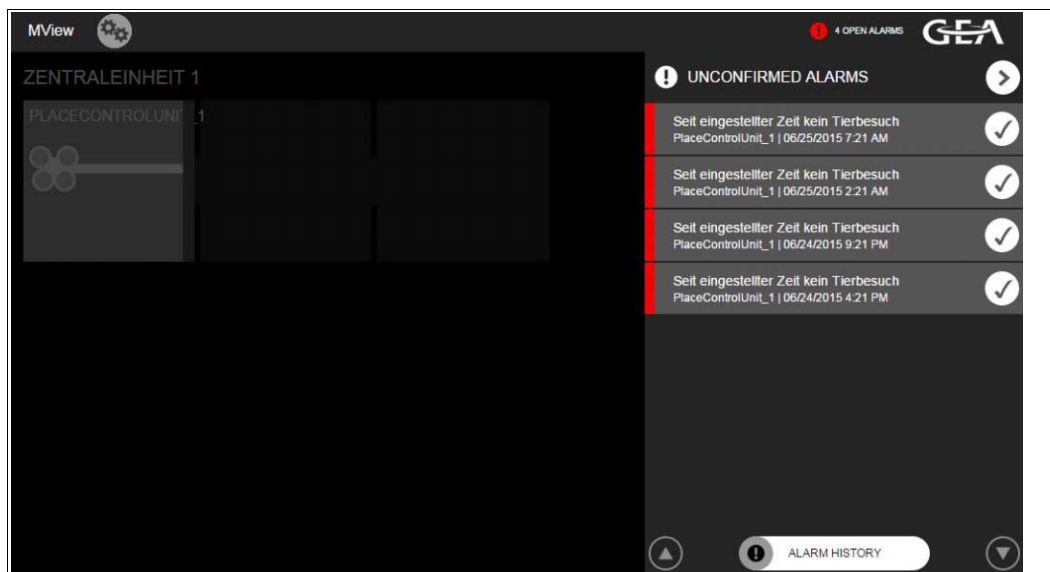 MView
4 OPEN ALARMS
GEA
ZENTRALEINHEIT 1
PLACECONTROLUNIT_1
UNCONFIRMED ALARMS
Seit eingestellter Zeit kein Tierbesuch
PlaceControlUnit_1 | 06/25/2015 7:21 AM
Seit eingestellter Zeit kein Tierbesuch
PlaceControlUnit_1 | 06/25/2015 2:21 AM
Seit eingestellter Zeit kein Tierbesuch
PlaceControlUnit_1 | 06/24/2015 9:21 PM
Seit eingestellter Zeit kein Tierbesuch
PlaceControlUnit_1 | 06/24/2015 4:21 PM
ALARM HISTORY